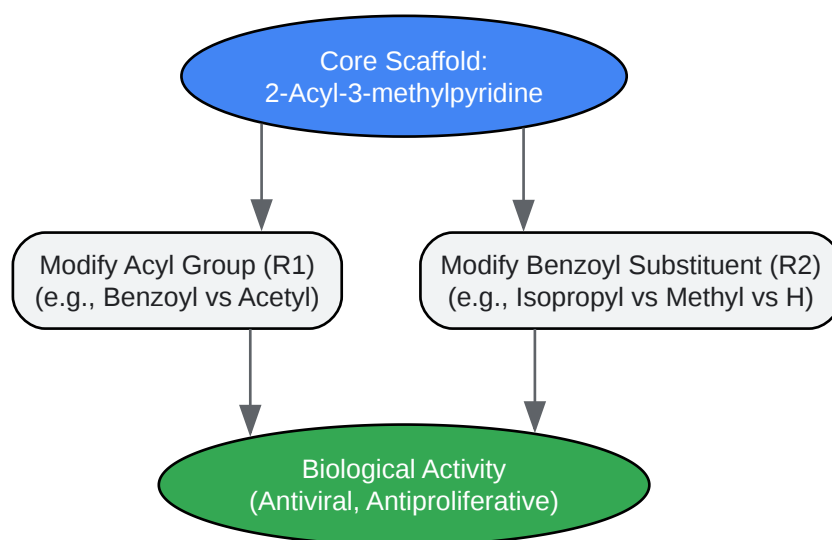 Core Scaffold:
2-Acyl-3-methylpyridine
Modify Acyl Group (R1)
(e.g., Benzoyl vs Acetyl)
Modify Benzoyl Substituent (R2)
(e.g., Isopropyl vs Methyl vs H)
Biological Activity
(Antiviral, Antiproliferative)